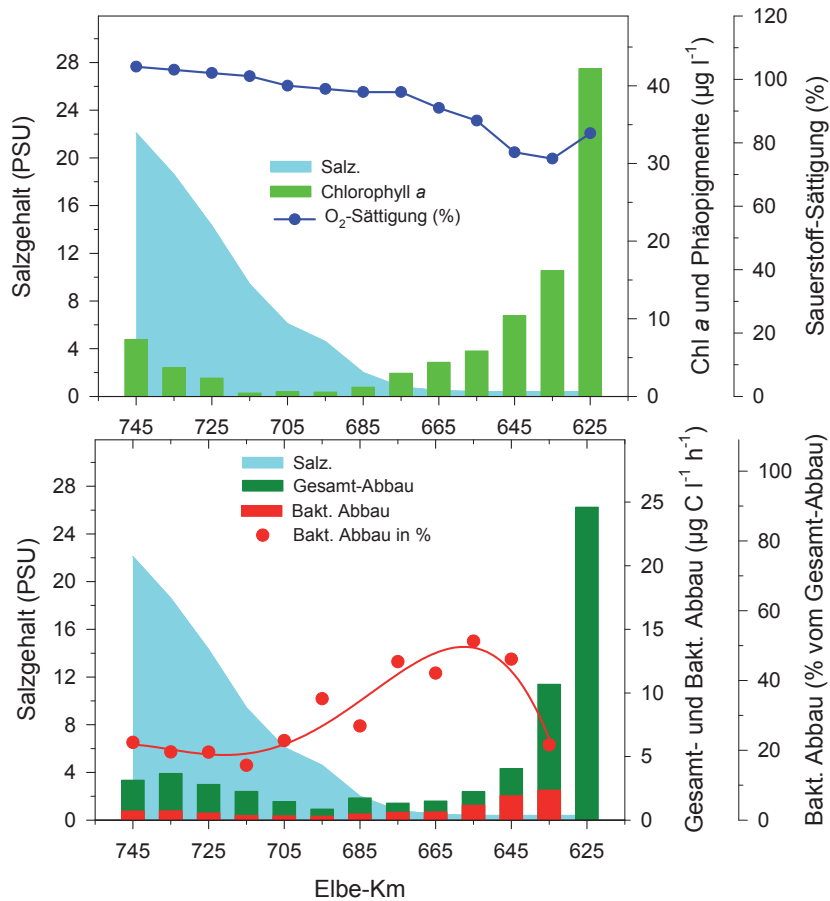 Salzgehalt (PSU)
28
24
20
16
12
8
4
0
Salz.
Chlorophyll a
O₂-Sättigung (%)
40
30
20
10
0
Chl a und Phäopigmente (µg l⁻¹)
120
100
80
60
40
20
0
Sauerstoff-Sättigung (%)
745 725 705 685 665 645 625
Salzgehalt (PSU)
28
24
20
16
12
8
4
0
Salz.
Gesamt-Abbau
Bakt. Abbau
Bakt. Abbau in %
25
20
15
10
5
0
Gesamt- und Bakt. Abbau (µg C l⁻¹ h⁻¹)
100
80
60
40
20
0
Bakt. Abbau (% vom Gesamt-Abbau)
745 725 705 685 665 645 625
Elbe-Km